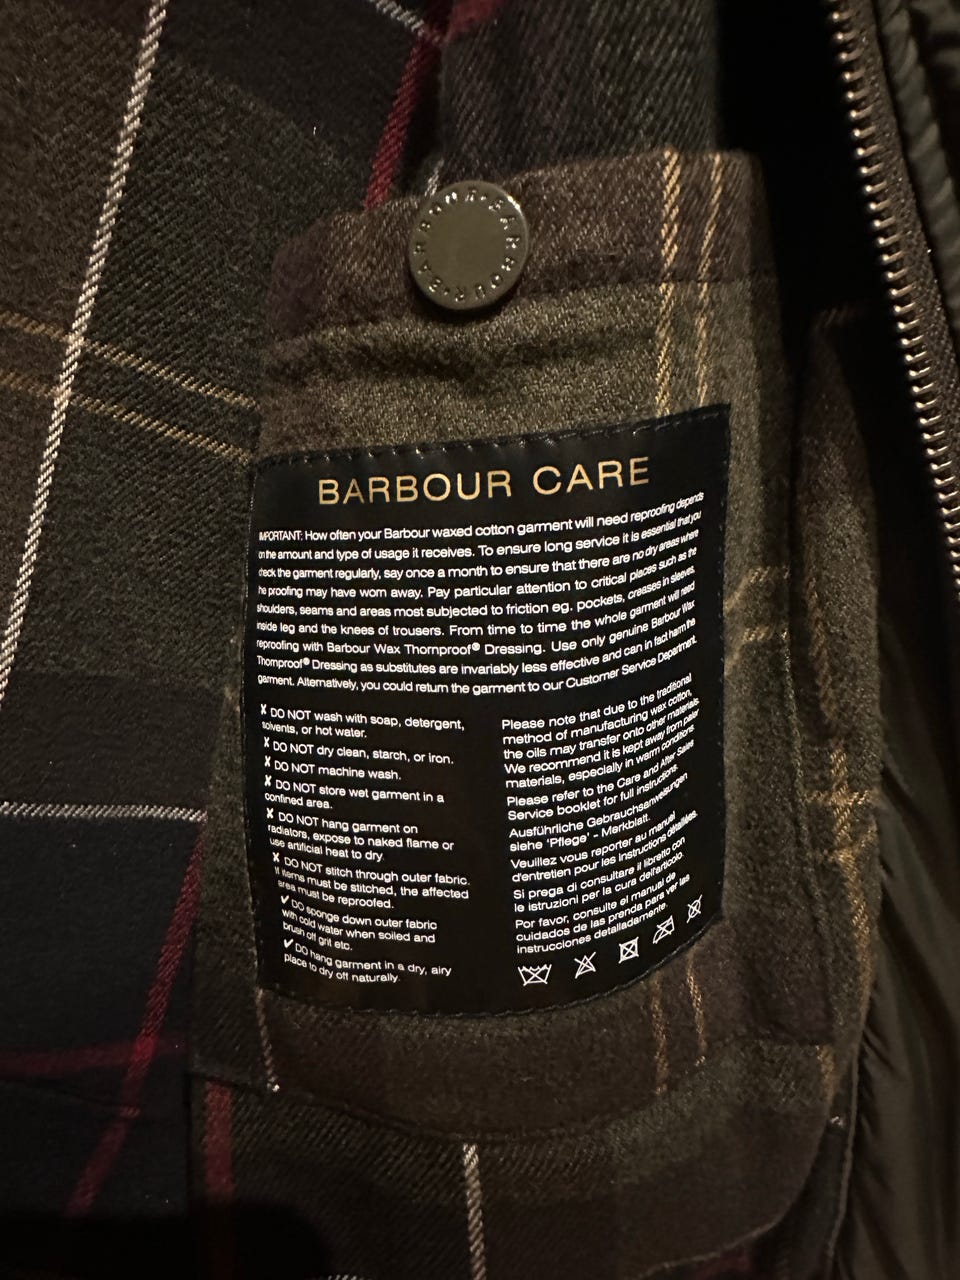 BARBOUR · BARBOUR ·
BARBOUR CARE
IMPORTANT: How often your Barbour waxed cotton garment will need reproofing depends
on the amount and type of usage it receives. To ensure long service it is essential that you
check the garment regularly, say once a month to ensure that there are no dry areas where
he proofing may have worn away. Pay particular attention to critical places such as the
shoulders, seams and areas most subjected to friction eg. pockets, creases in sleeves,
inside leg and the knees of trousers. From time to time the whole garment will need
reproofing with Barbour Wax Thornproof® Dressing. Use only genuine Barbour Wax
Thornproof® Dressing as substitutes are invariably less effective and can in fact harm the
garment. Alternatively, you could return the garment to our Customer Service Department.
✗ DO NOT wash with soap, detergent,
solvents, or hot water.
✗ DO NOT dry clean, starch, or iron.
✗ DO NOT machine wash.
✗ DO NOT store wet garment in a
confined area.
✗ DO NOT hang garment on
radiators, expose to naked flame or
use artificial heat to dry.
✗ DO NOT stitch through outer fabric.
If items must be stitched, the affected
area must be reproofed.
✔ DO sponge down outer fabric
with cold water when soiled and
brush off grit etc.
✔ DO hang garment in a dry, airy
place to dry off naturally.
Please note that due to the traditional
method of manufacturing wax cotton,
the oils may transfer onto other materials.
We recommend it is kept away from paler
materials, especially in warm conditions.
Please refer to the Care and After Sales
Service booklet for full instructions.
Ausführliche Gebrauchsanweisungen
siehe 'Pflege' - Merkblatt.
Veuillez vous reporter au manuel
d'entretien pour les instructions détaillées.
Si prega di consultare il libretto con
le istruzioni per la cura dell'articolo.
Por favor, consulte el manual de
cuidados de las prenda para ver las
instrucciones detalladamente.